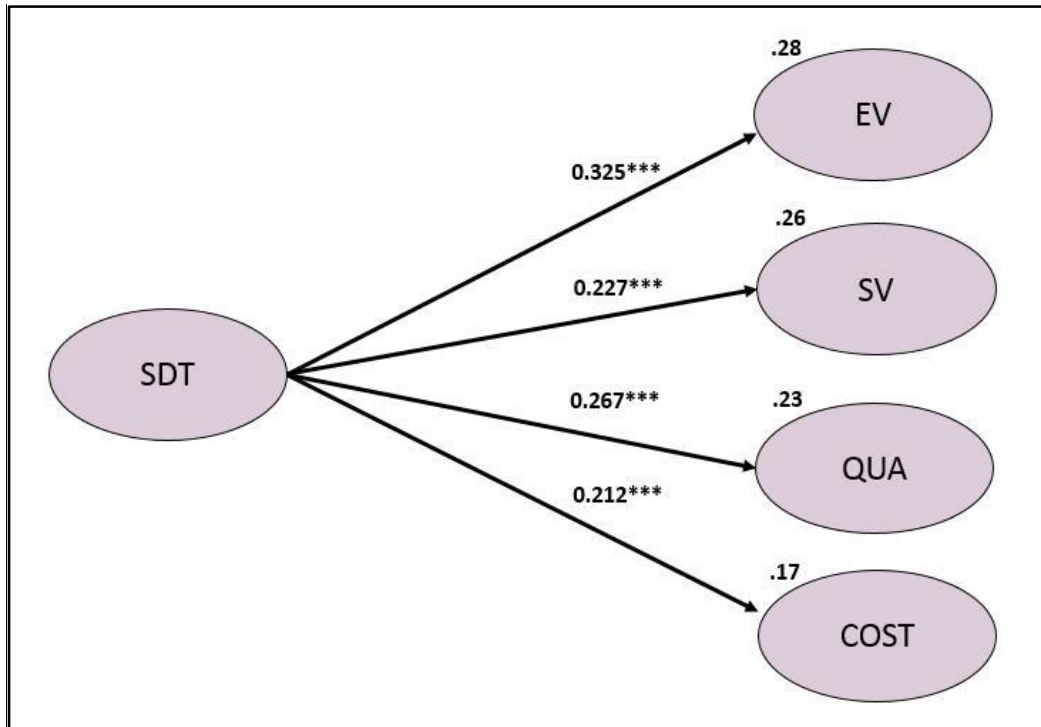 .28
EV
0.325***
.26
SV
0.227***
SDT
0.267***
.23
QUA
0.212***
.17
COST